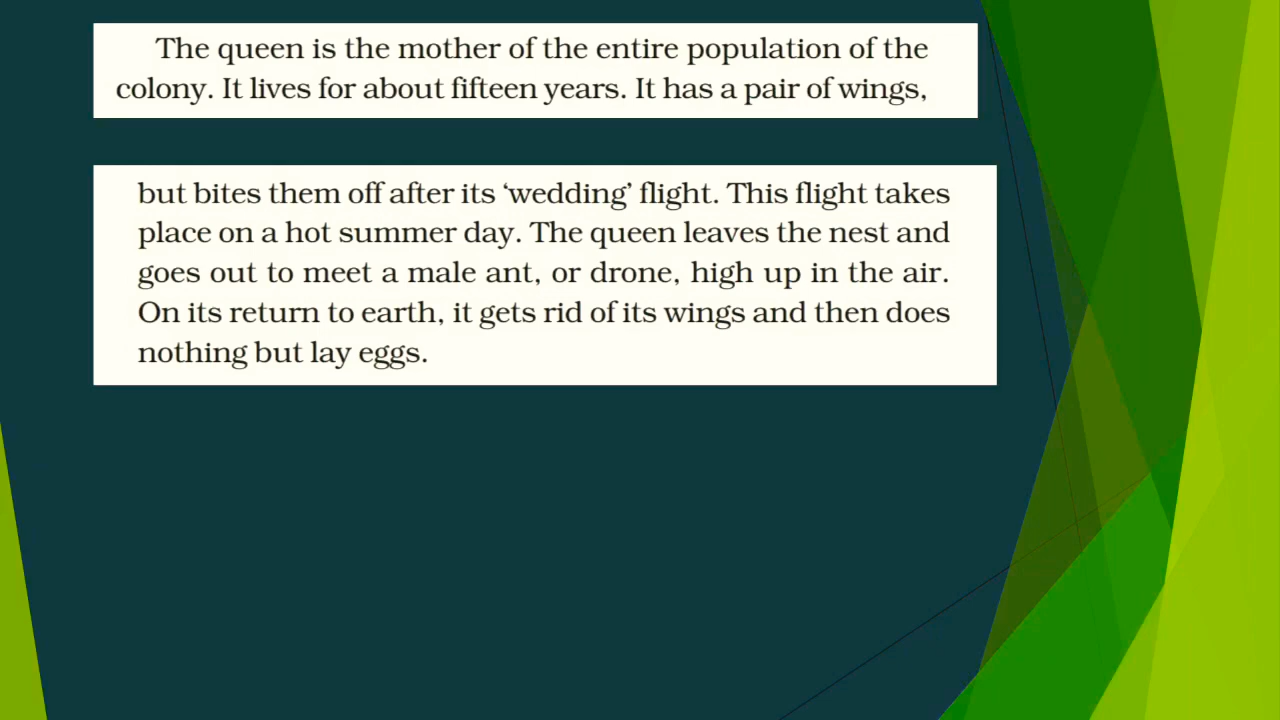 The queen is the mother of the entire population of the
colony. It lives for about fifteen years. It has a pair of wings,
but bites them off after its ‘wedding’ flight. This flight takes
place on a hot summer day. The queen leaves the nest and
goes out to meet a male ant, or drone, high up in the air.
On its return to earth, it gets rid of its wings and then does
nothing but lay eggs.